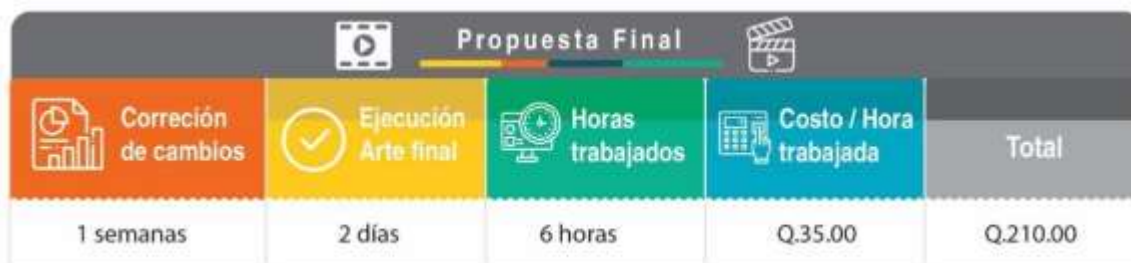 Propuesta Final
Correción
de cambios
Ejecución
Arte final
Horas
trabajados
Costo / Hora
trabajada
Total
1 semanas
2 días
6 horas
Q.35.00
Q.210.00